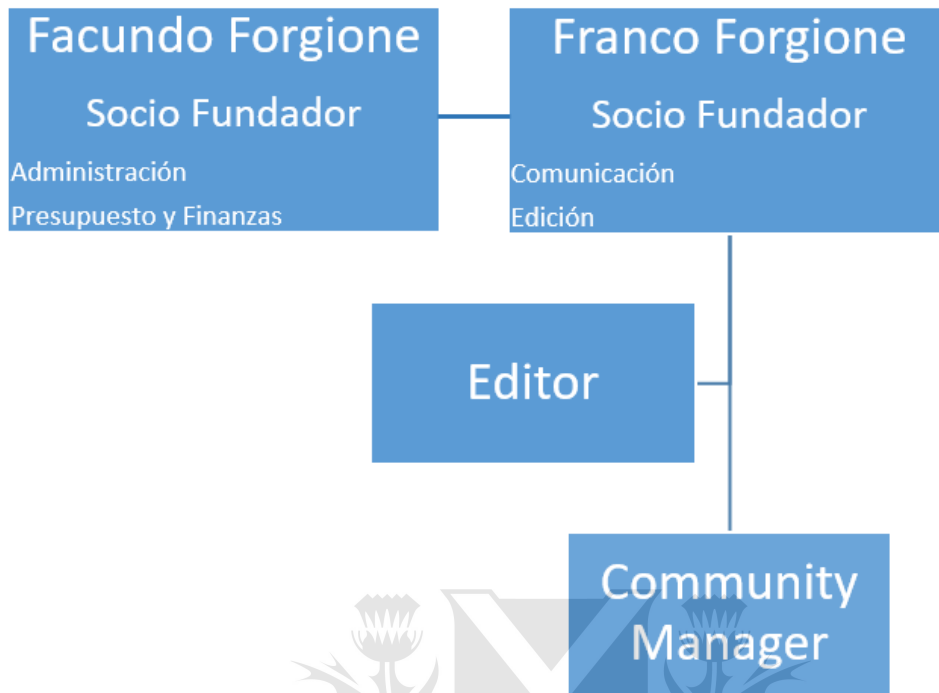 Facundo Forgione
Socio Fundador
Administración
Presupuesto y Finanzas
Franco Forgione
Socio Fundador
Comunicación
Edición
Editor
Community
Manager